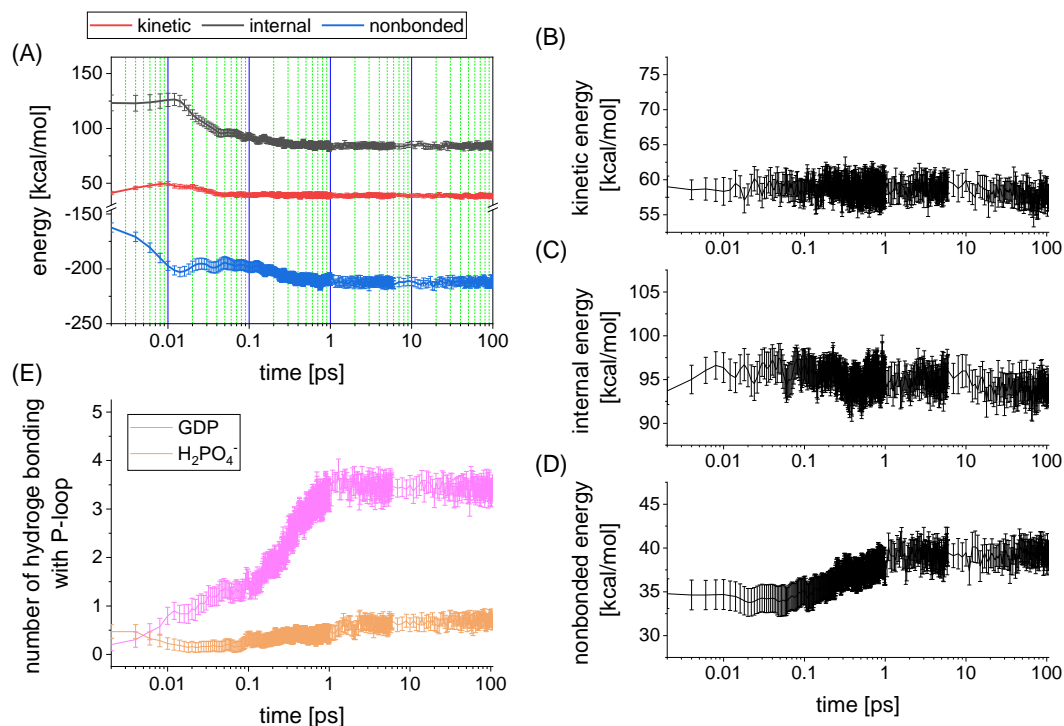 kinetic internal nonbonded
(A)
energy [kcal/mol]
150
100
50
-150
-200
-250
0.01 0.1 1 10 100
time [ps]
(B)
kinetic energy
[kcal/mol]
75
70
65
60
55
0.01 0.1 1 10 100
(C)
internal energy
[kcal/mol]
105
100
95
90
0.01 0.1 1 10 100
(D)
nonbonded energy
[kcal/mol]
45
40
35
30
0.01 0.1 1 10 100
time [ps]
(E)
number of hydroge bonding
with P-loop
GDP
H₂PO₄⁻
5
4
3
2
1
0
0.01 0.1 1 10 100
time [ps]